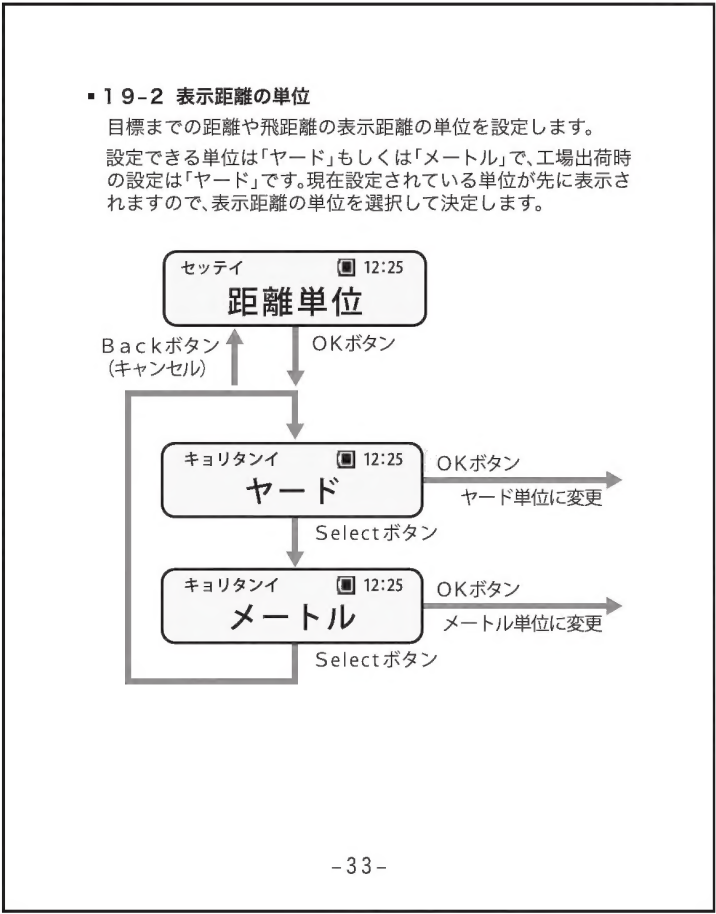 ▪19-2 表示距離の単位
目標までの距離や飛距離の表示距離の単位を設定します。
設定できる単位は「ヤード」もしくは「メートル」で、工場出荷時
の設定は「ヤード」です。現在設定されている単位が先に表示さ
れますので、表示距離の単位を選択して決定します。
セッテイ 12:25
距離単位
Backボタン
(キャンセル)
OKボタン
キョリタンイ 12:25
ヤード
OKボタン
ヤード単位に変更
Selectボタン
キョリタンイ 12:25
メートル
OKボタン
メートル単位に変更
Selectボタン
-33-